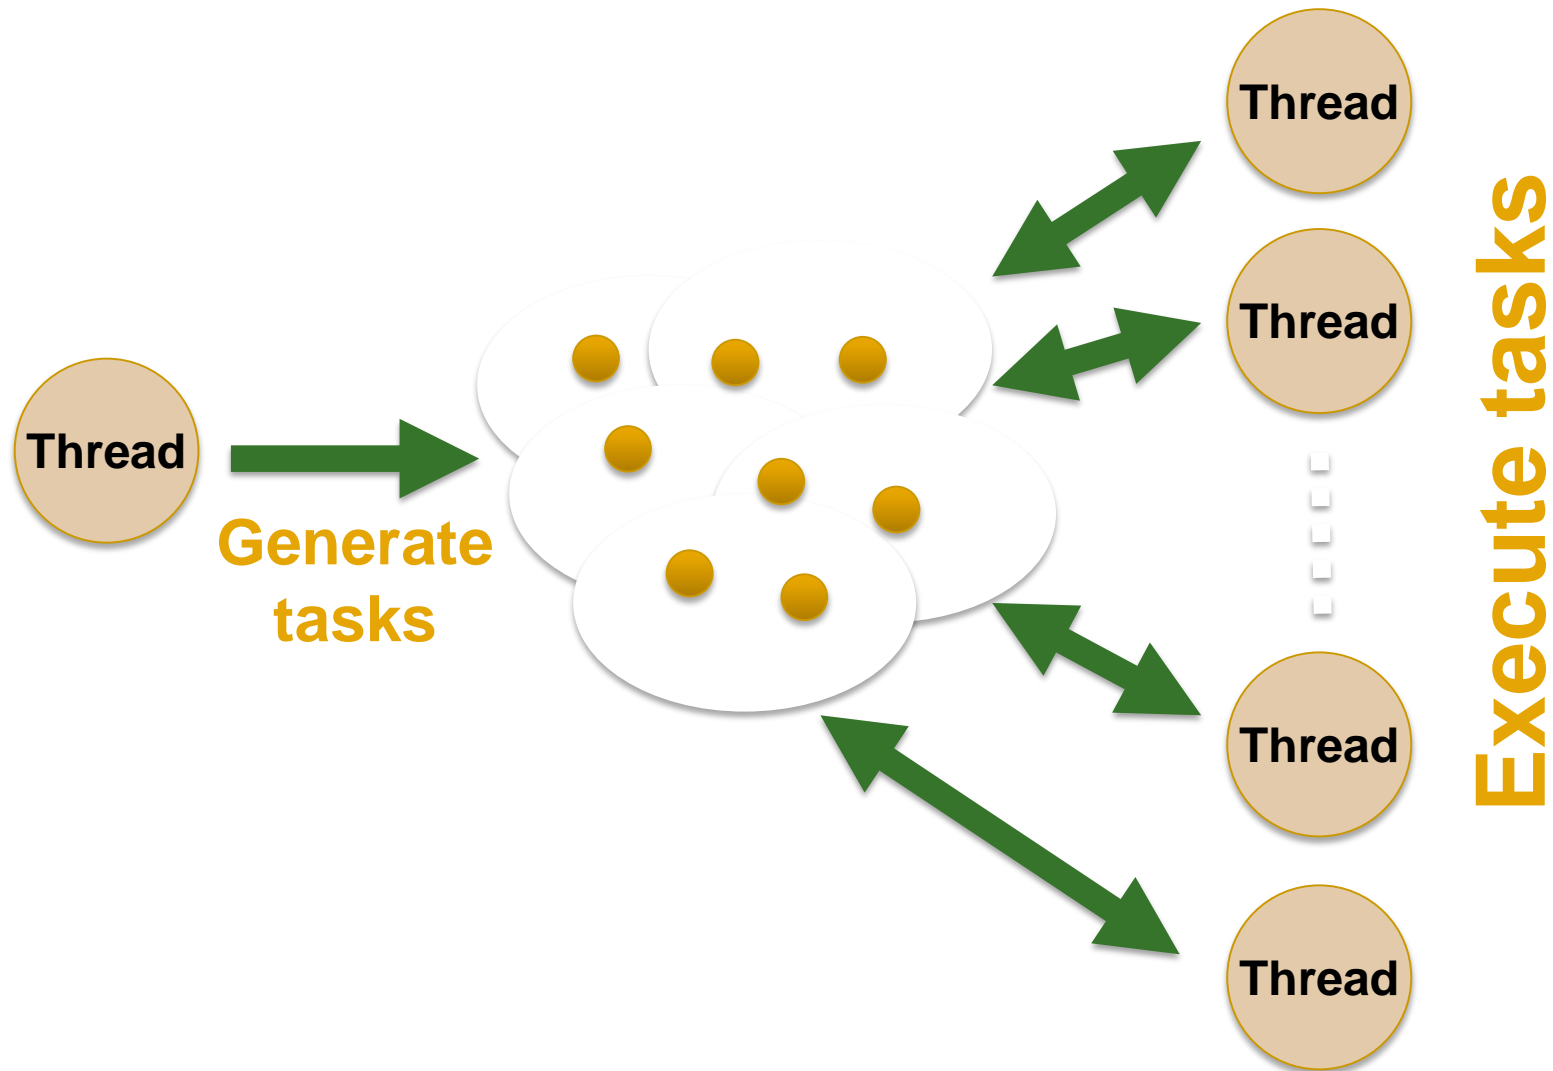 Thread
Thread
Thread
Generate
tasks
Thread
Thread
Execute tasks